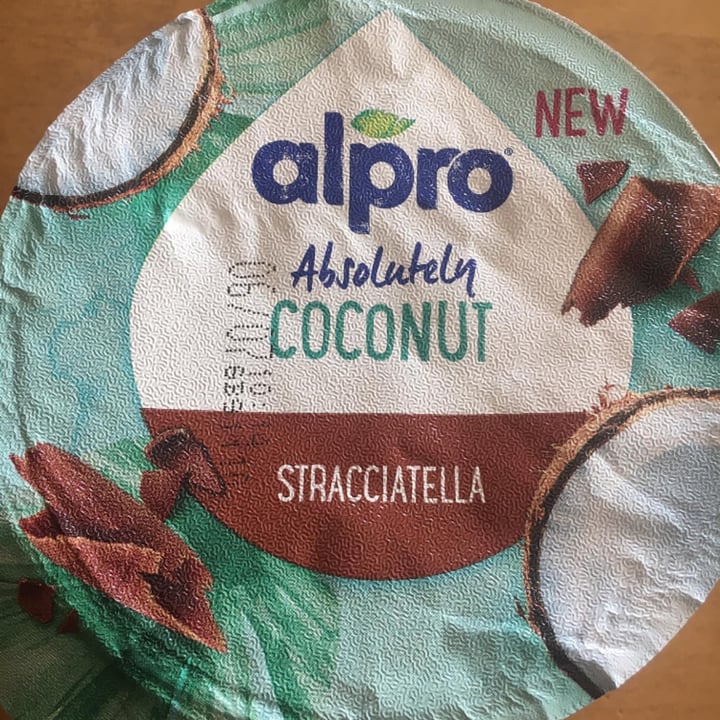 NEW
alpro
Absolutely
COCONUT
STRACCIATELLA